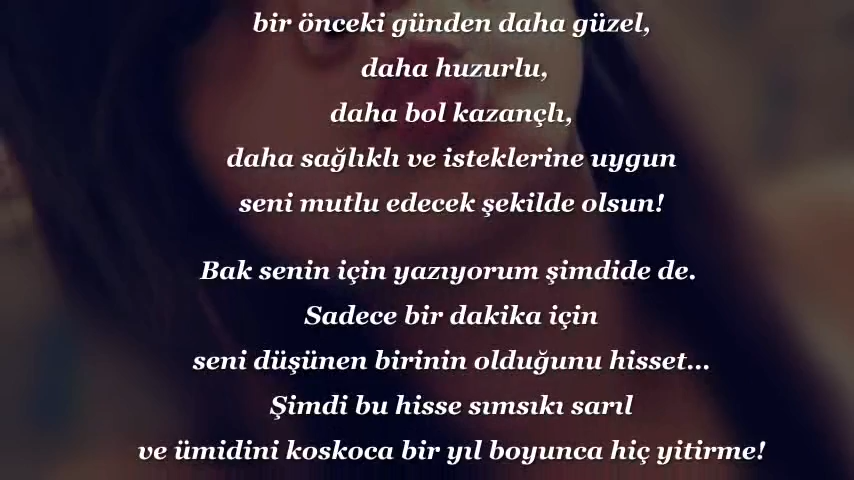 bir önceki günden daha güzel,
daha huzurlu,
daha bol kazançlı,
daha sağlıklı ve isteklerine uygun
seni mutlu edecek şekilde olsun!
Bak senin için yazıyorum şimdide de.
Sadece bir dakika için
seni düşünen birinin olduğunu hisset...
Şimdi bu hisse sımsıkı sarıl
ve ümidini koskoca bir yıl boyunca hiç yitirme!